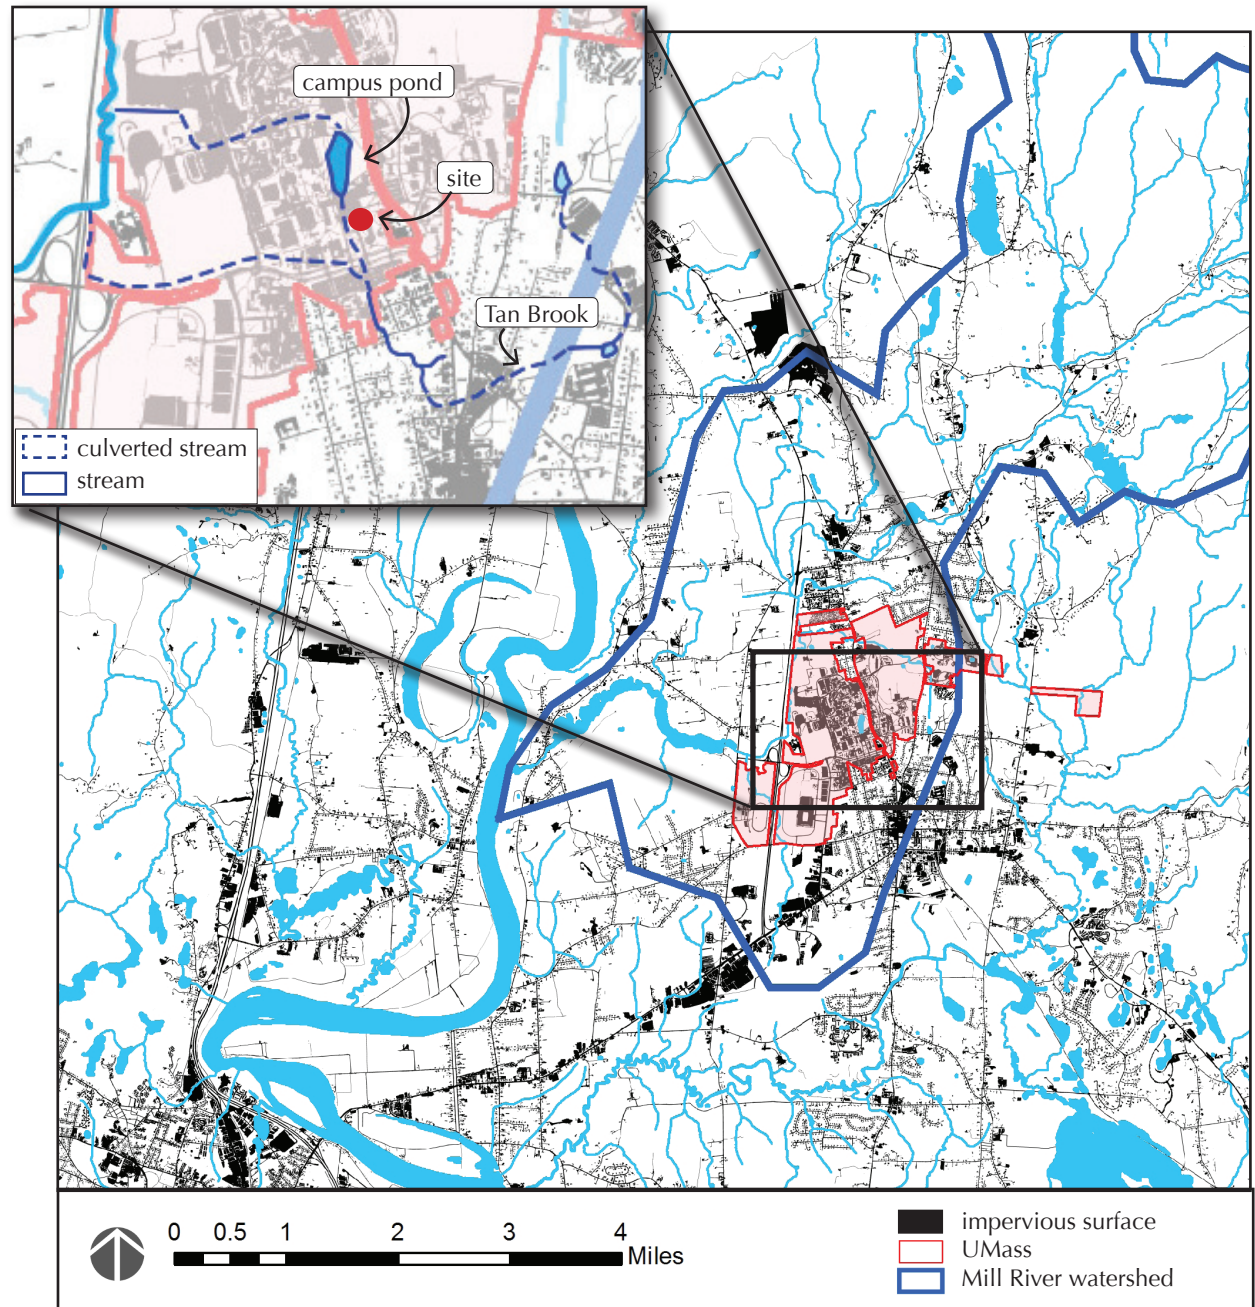 campus pond
site
Tan Brook
culverted stream
stream
0 0.5 1 2 3 4
Miles
impervious surface
UMass
Mill River watershed